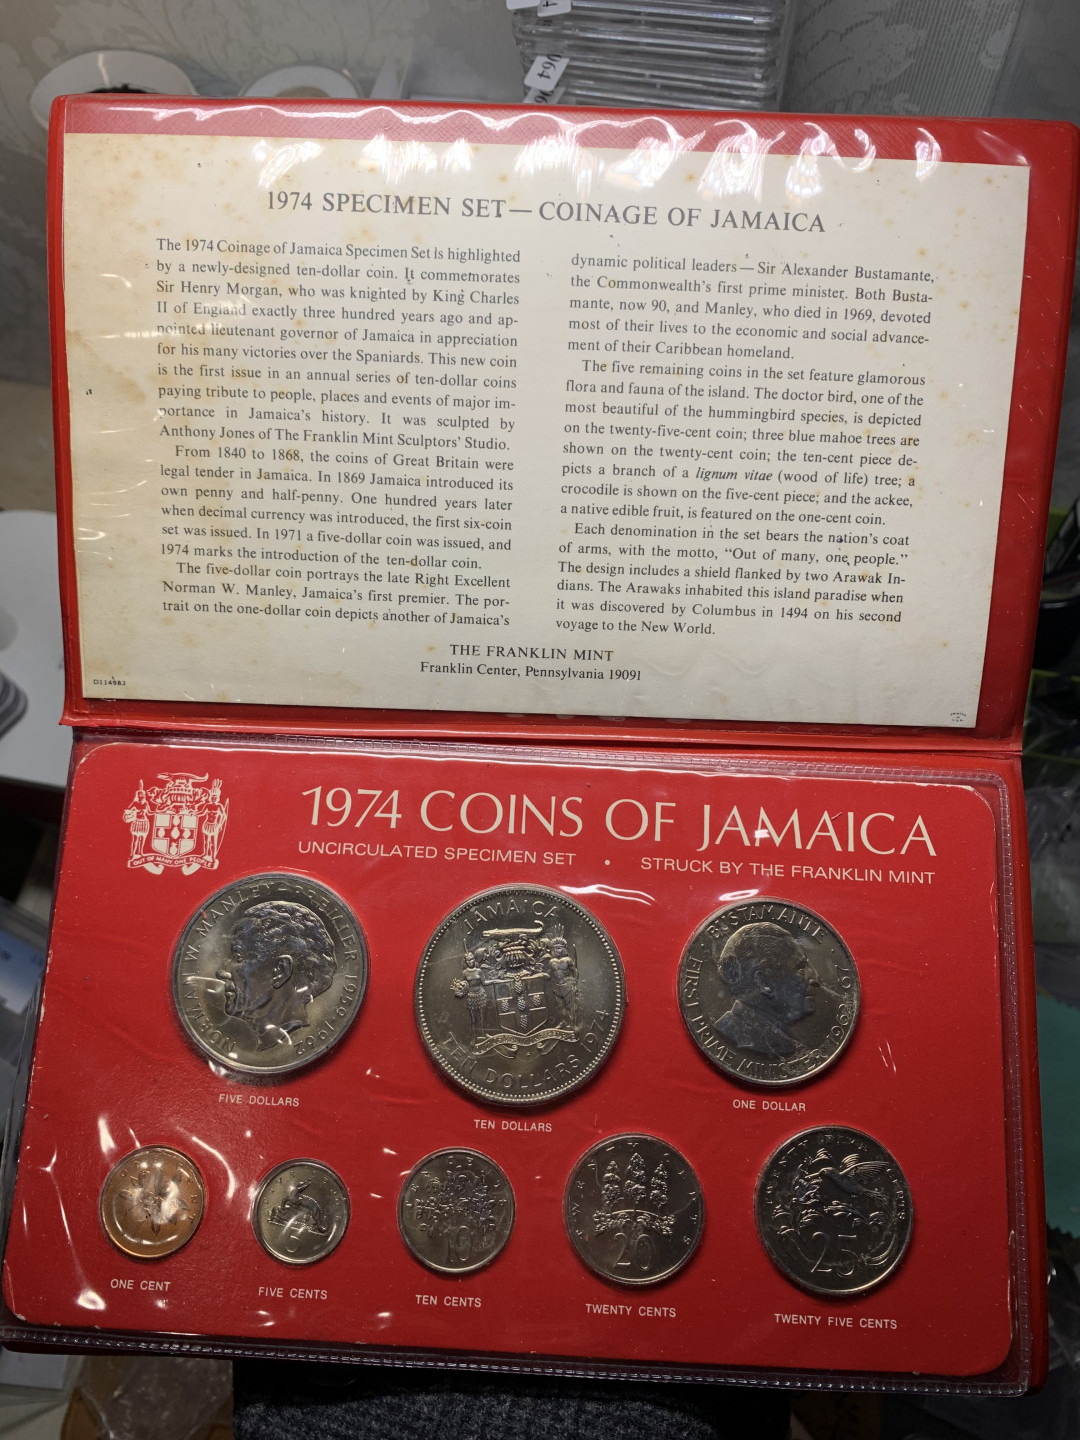 64
1974 SPECIMEN SET — COINAGE OF JAMAICA
The 1974 Coinage of Jamaica Specimen Set is highlighted
by a newly-designed ten-dollar coin. It commemorates
Sir Henry Morgan, who was knighted by King Charles
II of England exactly three hundred years ago and ap-
pointed lieutenant governor of Jamaica in appreciation
for his many victories over the Spaniards. This new coin
is the first issue in an annual series of ten-dollar coins
paying tribute to people, places and events of major im-
portance in Jamaica's history. It was sculpted by
Anthony Jones of The Franklin Mint Sculptors' Studio.
From 1840 to 1868, the coins of Great Britain were
legal tender in Jamaica. In 1869 Jamaica introduced its
own penny and half-penny. One hundred years later
when decimal currency was introduced, the first six-coin
set was issued. In 1971 a five-dollar coin was issued, and
1974 marks the introduction of the ten-dollar coin.
The five-dollar coin portrays the late Right Excellent
Norman W. Manley, Jamaica's first premier. The por-
trait on the one-dollar coin depicts another of Jamaica's
dynamic political leaders — Sir Alexander Bustamante,
the Commonwealth's first prime minister. Both Busta-
mante, now 90, and Manley, who died in 1969, devoted
most of their lives to the economic and social advance-
ment of their Caribbean homeland.
The five remaining coins in the set feature glamorous
flora and fauna of the island. The doctor bird, one of the
most beautiful of the hummingbird species, is depicted
on the twenty-five-cent coin; three blue mahoe trees are
shown on the twenty-cent coin; the ten-cent piece de-
picts a branch of a lignum vitae (wood of life) tree; a
crocodile is shown on the five-cent piece; and the ackee,
a native edible fruit, is featured on the one-cent coin.
Each denomination in the set bears the nation's coat
of arms, with the motto, "Out of many, one people."
The design includes a shield flanked by two Arawak In-
dians. The Arawaks inhabited this island paradise when
it was discovered by Columbus in 1494 on his second
voyage to the New World.
THE FRANKLIN MINT
Franklin Center, Pennsylvania 19091
D114983
PRINTED
IN
U.S.A.
1974 COINS OF JAMAICA
UNCIRCULATED SPECIMEN SET • STRUCK BY THE FRANKLIN MINT
OUT OF MANY ONE PEOPLE
NORMAN W. MANLEY – PREMIER 1959-1962
JAMAICA
TEN DOLLARS 1974
BUSTAMANTE
FIRST PRIME MINISTER 1962-67
FIVE DOLLARS
TEN DOLLARS
ONE DOLLAR
5
10
TWENTY CENTS
20
TWENTY FIVE CENTS
25
ONE CENT
FIVE CENTS
TEN CENTS
TWENTY CENTS
TWENTY FIVE CENTS